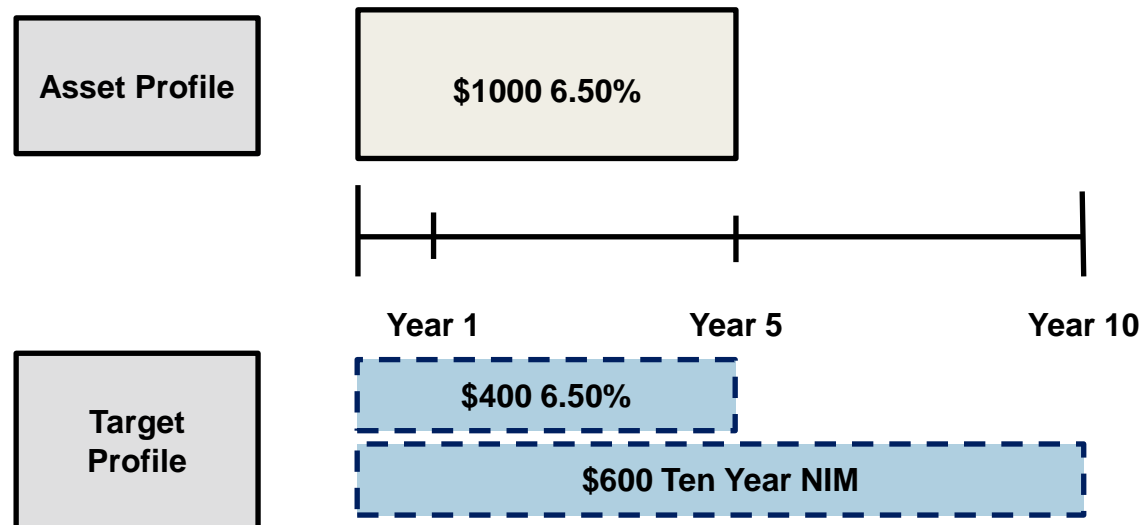 Asset Profile
$1000 6.50%
Year 1
Year 5
Year 10
Target
Profile
$400 6.50%
$600 Ten Year NIM